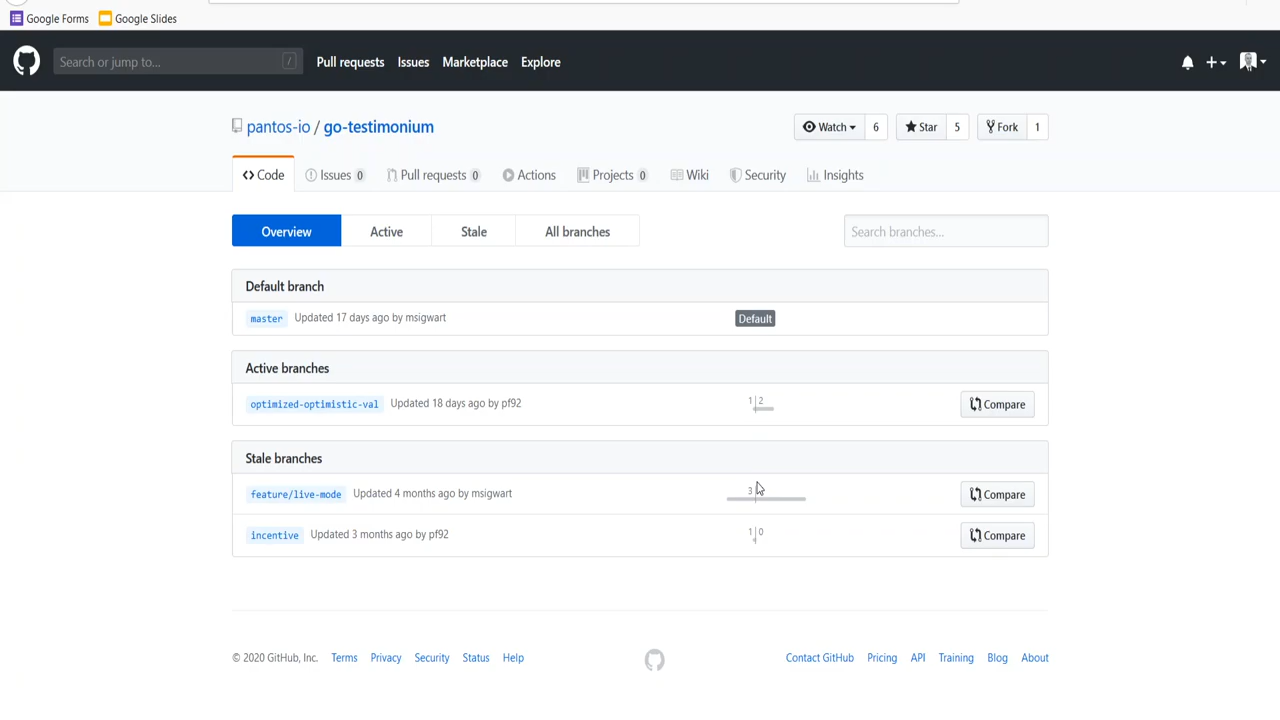 Google Forms Google Slides
Search or jump to... / Pull requests Issues Marketplace Explore
pantos-io / go-testimonium Watch 6 Star 5 Fork 1
Code Issues 0 Pull requests 0 Actions Projects 0 Wiki Security Insights
Overview Active Stale All branches Search branches...
Default branch
master Updated 17 days ago by msigwart Default
Active branches
optimized-optimistic-val Updated 18 days ago by pf92 1 2 Compare
Stale branches
feature/live-mode Updated 4 months ago by msigwart 3 Compare
incentive Updated 3 months ago by pf92 1 0 Compare
© 2020 GitHub, Inc. Terms Privacy Security Status Help Contact GitHub Pricing API Training Blog About